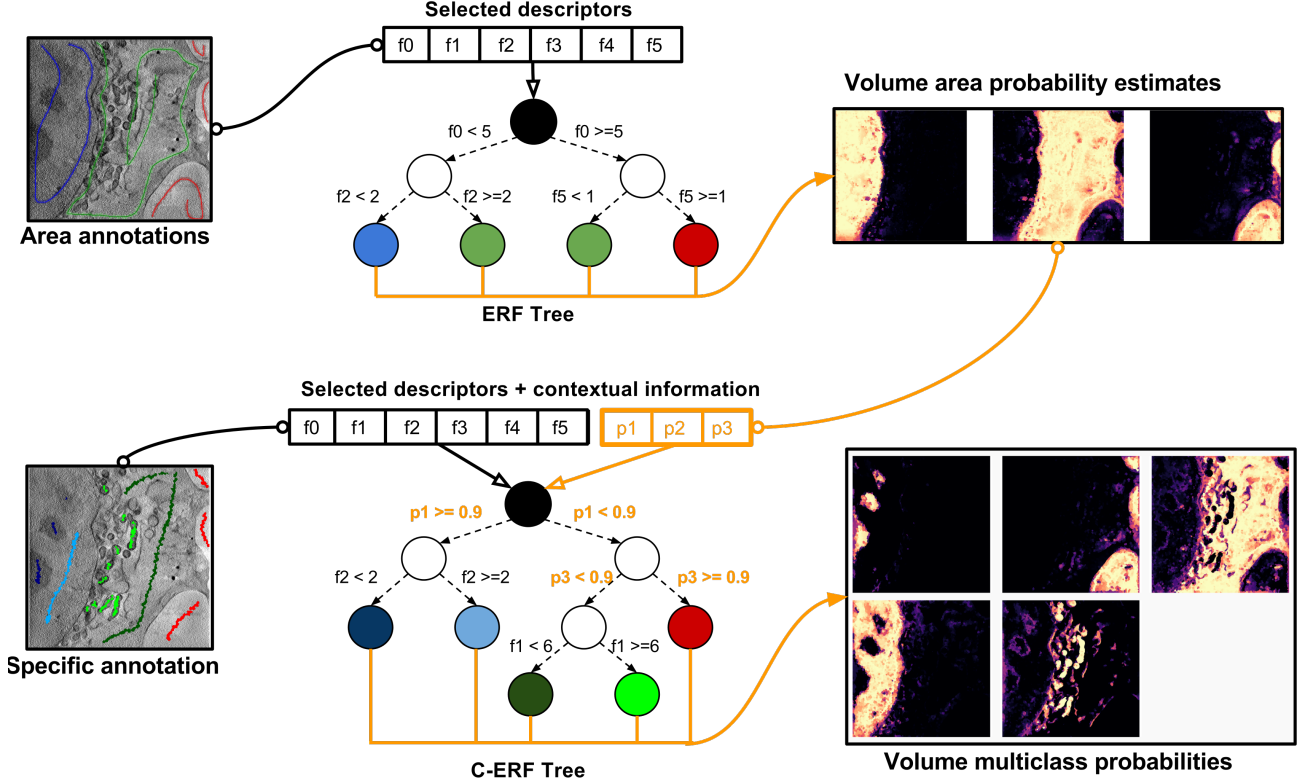 Selected descriptors
f0 f1 f2 f3 f4 f5
Area annotations
f0 < 5 f0 >=5
f2 < 2 f2 >=2 f5 < 1 f5 >=1
ERF Tree
Volume area probability estimates
Selected descriptors + contextual information
f0 f1 f2 f3 f4 f5 p1 p2 p3
Specific annotation
p1 >= 0.9 p1 < 0.9
f2 < 2 f2 >=2 p3 < 0.9 p3 >= 0.9
f1 < 6 f1 >=6
C-ERF Tree
Volume multiclass probabilities